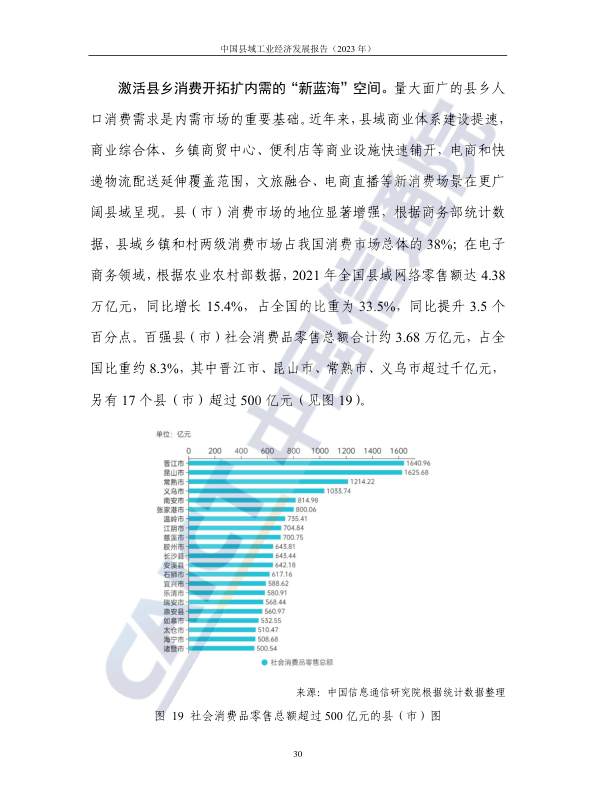 中国县域工业经济发展报告（2023 年）
激活县乡消费开拓扩内需的“新蓝海”空间。量大面广的县乡人
口消费需求是内需市场的重要基础。近年来，县域商业体系建设提速，
商业综合体、乡镇商贸中心、便利店等商业设施快速铺开，电商和快
递物流配送延伸覆盖范围，文旅融合、电商直播等新消费场景在更广
阔县域呈现。县（市）消费市场的地位显著增强，根据商务部统计数
据，县域乡镇和村两级消费市场占我国消费市场总体的 38%；在电子
商务领域，根据农业农村部数据，2021 年全国县域网络零售额达 4.38
万亿元，同比增长 15.4%，占全国的比重为 33.5%，同比提升 3.5 个
百分点。百强县（市）社会消费品零售总额合计约 3.68 万亿元，占全
国比重约 8.3%，其中晋江市、昆山市、常熟市、义乌市超过千亿元，
另有 17 个县（市）超过 500 亿元（见图 19）。
单位：亿元
0 200 400 600 800 1000 1200 1400 1600
晋江市 1640.96
昆山市 1625.68
常熟市 1214.22
义乌市 1033.74
南安市 814.98
张家港市 800.06
温岭市 735.41
江阴市 704.84
慈溪市 700.75
胶州市 643.81
长沙县 643.44
安溪县 642.18
石狮市 617.16
宜兴市 588.62
乐清市 580.91
瑞安市 568.44
惠安县 560.97
如皋市 532.55
太仓市 510.47
海宁市 508.68
诸暨市 500.54
社会消费品零售总额
来源：中国信息通信研究院根据统计数据整理
图 19 社会消费品零售总额超过 500 亿元的县（市）图
30
CAICT 中国信通院